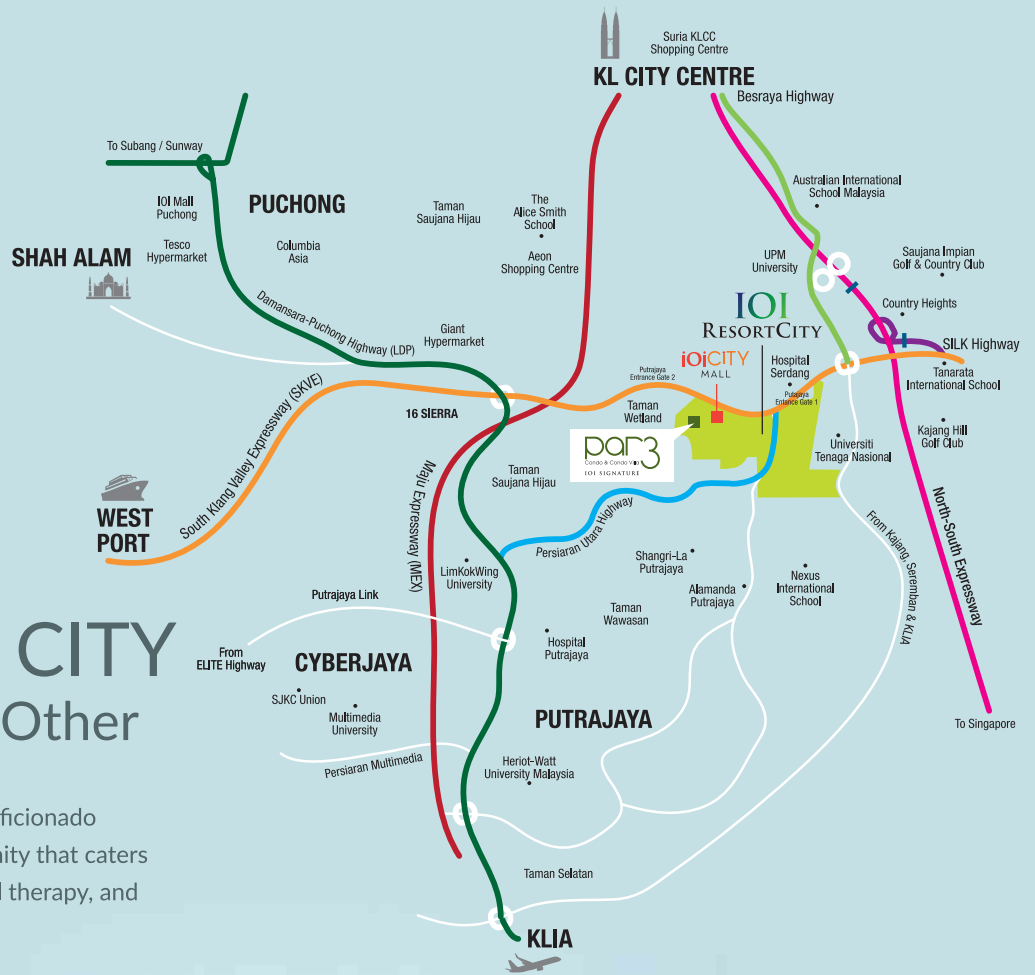 Suria KLCC
Shopping Centre
KL CITY CENTRE
Besraya Highway
To Subang / Sunway
IOI Mall
Puchong
PUCHONG
Tesco
Hypermarket
Columbia
Asia
SHAH ALAM
Taman
Saujana Hijau
The
Alice Smith
School
Aeon
Shopping Centre
Australian International
School Malaysia
UPM
University
Saujana Impian
Golf & Country Club
Country Heights
IOI
RESORTCITY
SILK Highway
Damansara-Puchong Highway (LDP)
Giant
Hypermarket
iOiCITY
MALL
Hospital
Serdang
Tanarata
International School
Putrajaya
Entrance Gate 2
Putrajaya
Entance Gate 1
16 SIERRA
Taman
Wetland
par3
Condo & Condo Villa
IOI SIGNATURE
Kajang Hill
Golf Club
Universiti
Tenaga Nasional
South Klang Valley Expressway (SKVE)
Maju Expressway (MEX)
Taman
Saujana Hijau
WEST
PORT
Persiaran Utara Highway
North-South Expressway
From Kajang, Seremban & KLIA
LimKokWing
University
Shangri-La
Putrajaya
Alamanda
Putrajaya
Nexus
International
School
Putrajaya Link
Taman
Wawasan
Hospital
Putrajaya
From
ELITE Highway
CYBERJAYA
SJKC Union
Multimedia
University
PUTRAJAYA
To Singapore
Persiaran Multimedia
Heriot-Watt
University Malaysia
Taman Selatan
KLIA
CITY
Other
ficionado
nity that caters
l therapy, and